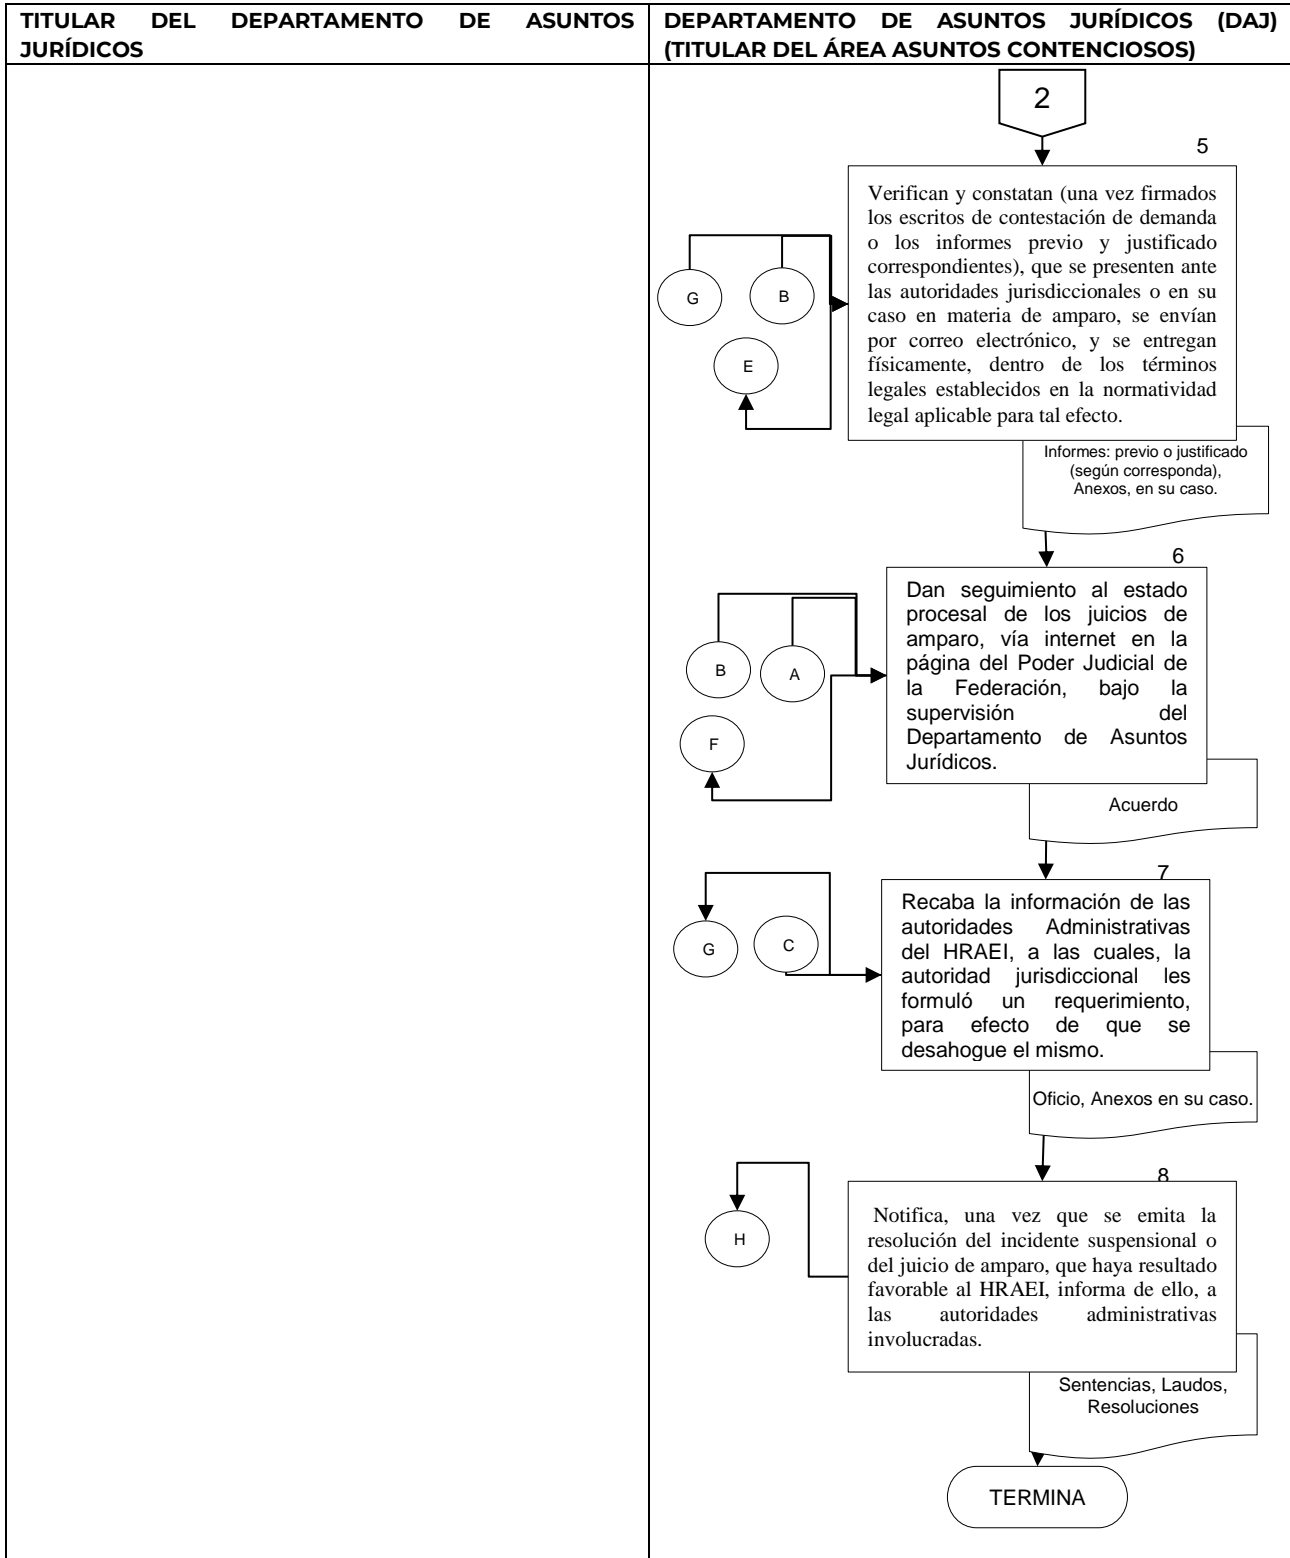 TITULAR DEL DEPARTAMENTO DE ASUNTOS
JURÍDICOS
DEPARTAMENTO DE ASUNTOS JURÍDICOS (DAJ)
(TITULAR DEL ÁREA ASUNTOS CONTENCIOSOS)
2
5
Verifican y constatan (una vez firmados
los escritos de contestación de demanda
o los informes previo y justificado
correspondientes), que se presenten ante
las autoridades jurisdiccionales o en su
caso en materia de amparo, se envían
por correo electrónico, y se entregan
físicamente, dentro de los términos
legales establecidos en la normatividad
legal aplicable para tal efecto.
G
B
E
Informes: previo o justificado
(según corresponda),
Anexos, en su caso.
6
Dan seguimiento al estado
procesal de los juicios de
amparo, vía internet en la
página del Poder Judicial de
la Federación, bajo la
supervisión del
Departamento de Asuntos
Jurídicos.
B
A
F
Acuerdo
7
Recaba la información de las
autoridades Administrativas
del HRAEI, a las cuales, la
autoridad jurisdiccional les
formuló un requerimiento,
para efecto de que se
desahogue el mismo.
G
C
Oficio, Anexos en su caso.
8
Notifica, una vez que se emita la
resolución del incidente suspensional o
del juicio de amparo, que haya resultado
favorable al HRAEI, informa de ello, a
las autoridades administrativas
involucradas.
H
Sentencias, Laudos,
Resoluciones
TERMINA